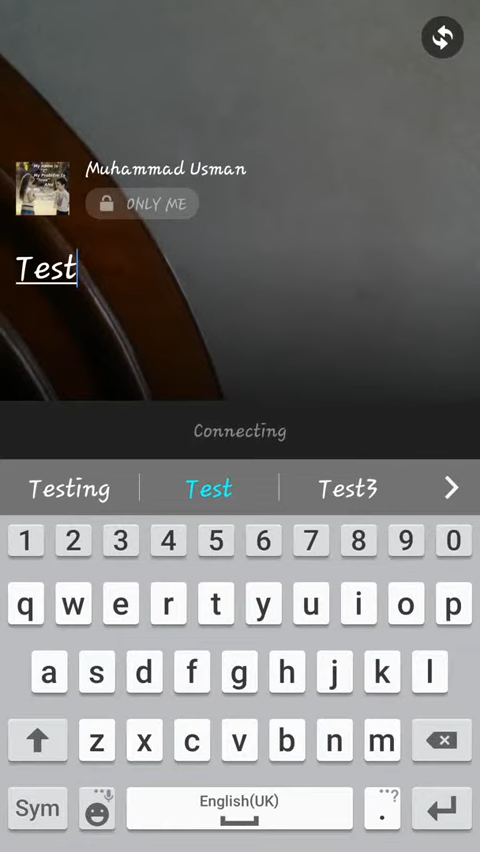 Muhammad Usman
ONLY ME
Test
Connecting
Testing Test Test3
1 2 3 4 5 6 7 8 9 0
q w e r t y u i o p
a s d f g h j k l
z x c v b n m
Sym English(UK) . ?